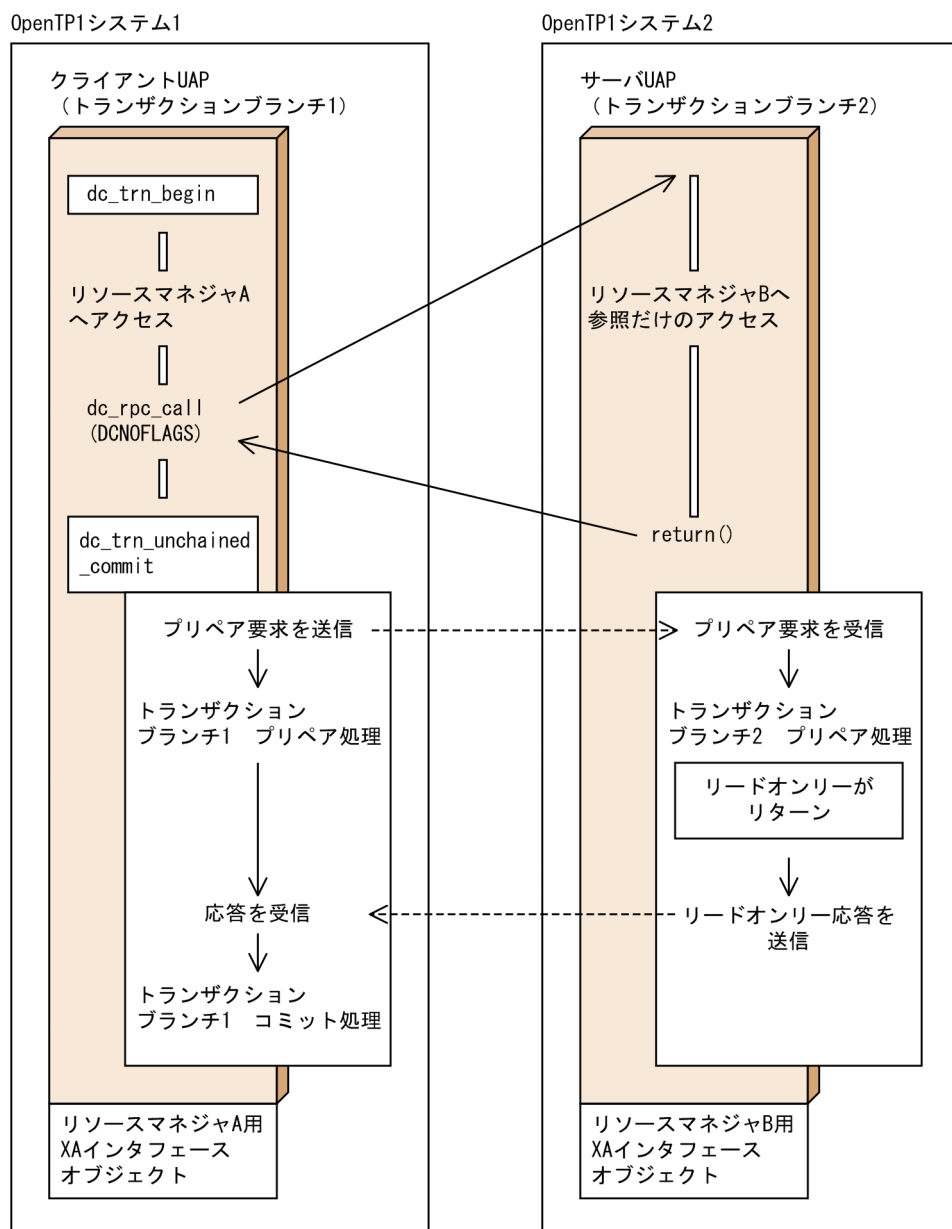 OpenTP1システム1
クライアントUAP
（トランザクションブランチ1）
dc_trn_begin
リソースマネジャA
へアクセス
dc_rpc_call
(DCNOFLAGS)
dc_trn_unchained
_commit
プリペア要求を送信
トランザクション
ブランチ1　プリペア処理
応答を受信
トランザクション
ブランチ1　コミット処理
リソースマネジャA用
XAインタフェース
オブジェクト
OpenTP1システム2
サーバUAP
（トランザクションブランチ2）
リソースマネジャBへ
参照だけのアクセス
return()
プリペア要求を受信
トランザクション
ブランチ2　プリペア処理
リードオンリーが
リターン
リードオンリー応答を
送信
リソースマネジャB用
XAインタフェース
オブジェクト